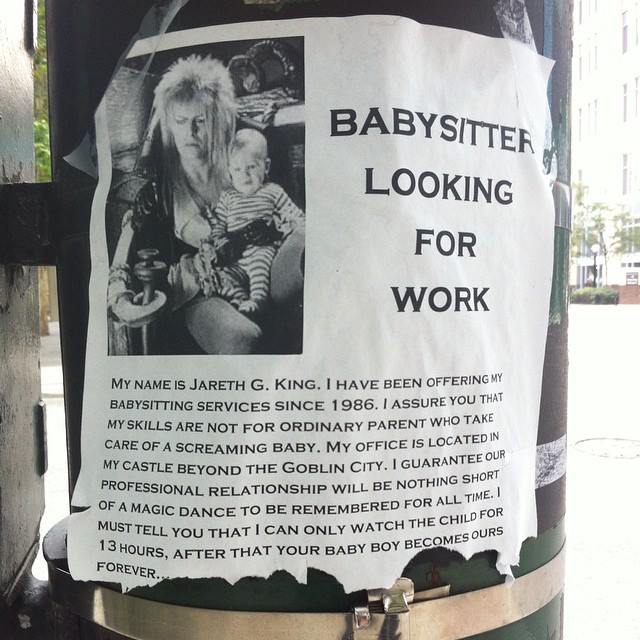 BABYSITTER
LOOKING
FOR
WORK
MY NAME IS JARETH G. KING. I HAVE BEEN OFFERING MY
BABYSITTING SERVICES SINCE 1986. I ASSURE YOU THAT
MY SKILLS ARE NOT FOR ORDINARY PARENT WHO TAKE
CARE OF A SCREAMING BABY. MY OFFICE IS LOCATED IN
MY CASTLE BEYOND THE GOBLIN CITY. I GUARANTEE OUR
PROFESSIONAL RELATIONSHIP WILL BE NOTHING SHORT
OF A MAGIC DANCE TO BE REMEMBERED FOR ALL TIME. I
MUST TELL YOU THAT I CAN ONLY WATCH THE CHILD FOR
13 HOURS, AFTER THAT YOUR BABY BOY BECOMES OURS
FOREVER...